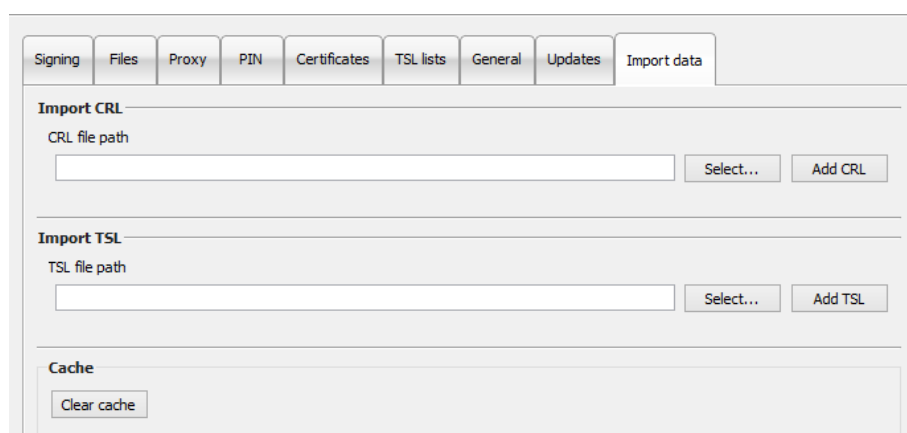 Signing Files Proxy PIN Certificates TSL lists General Updates Import data
Import CRL
CRL file path
Select... Add CRL
Import TSL
TSL file path
Select... Add TSL
Cache
Clear cache